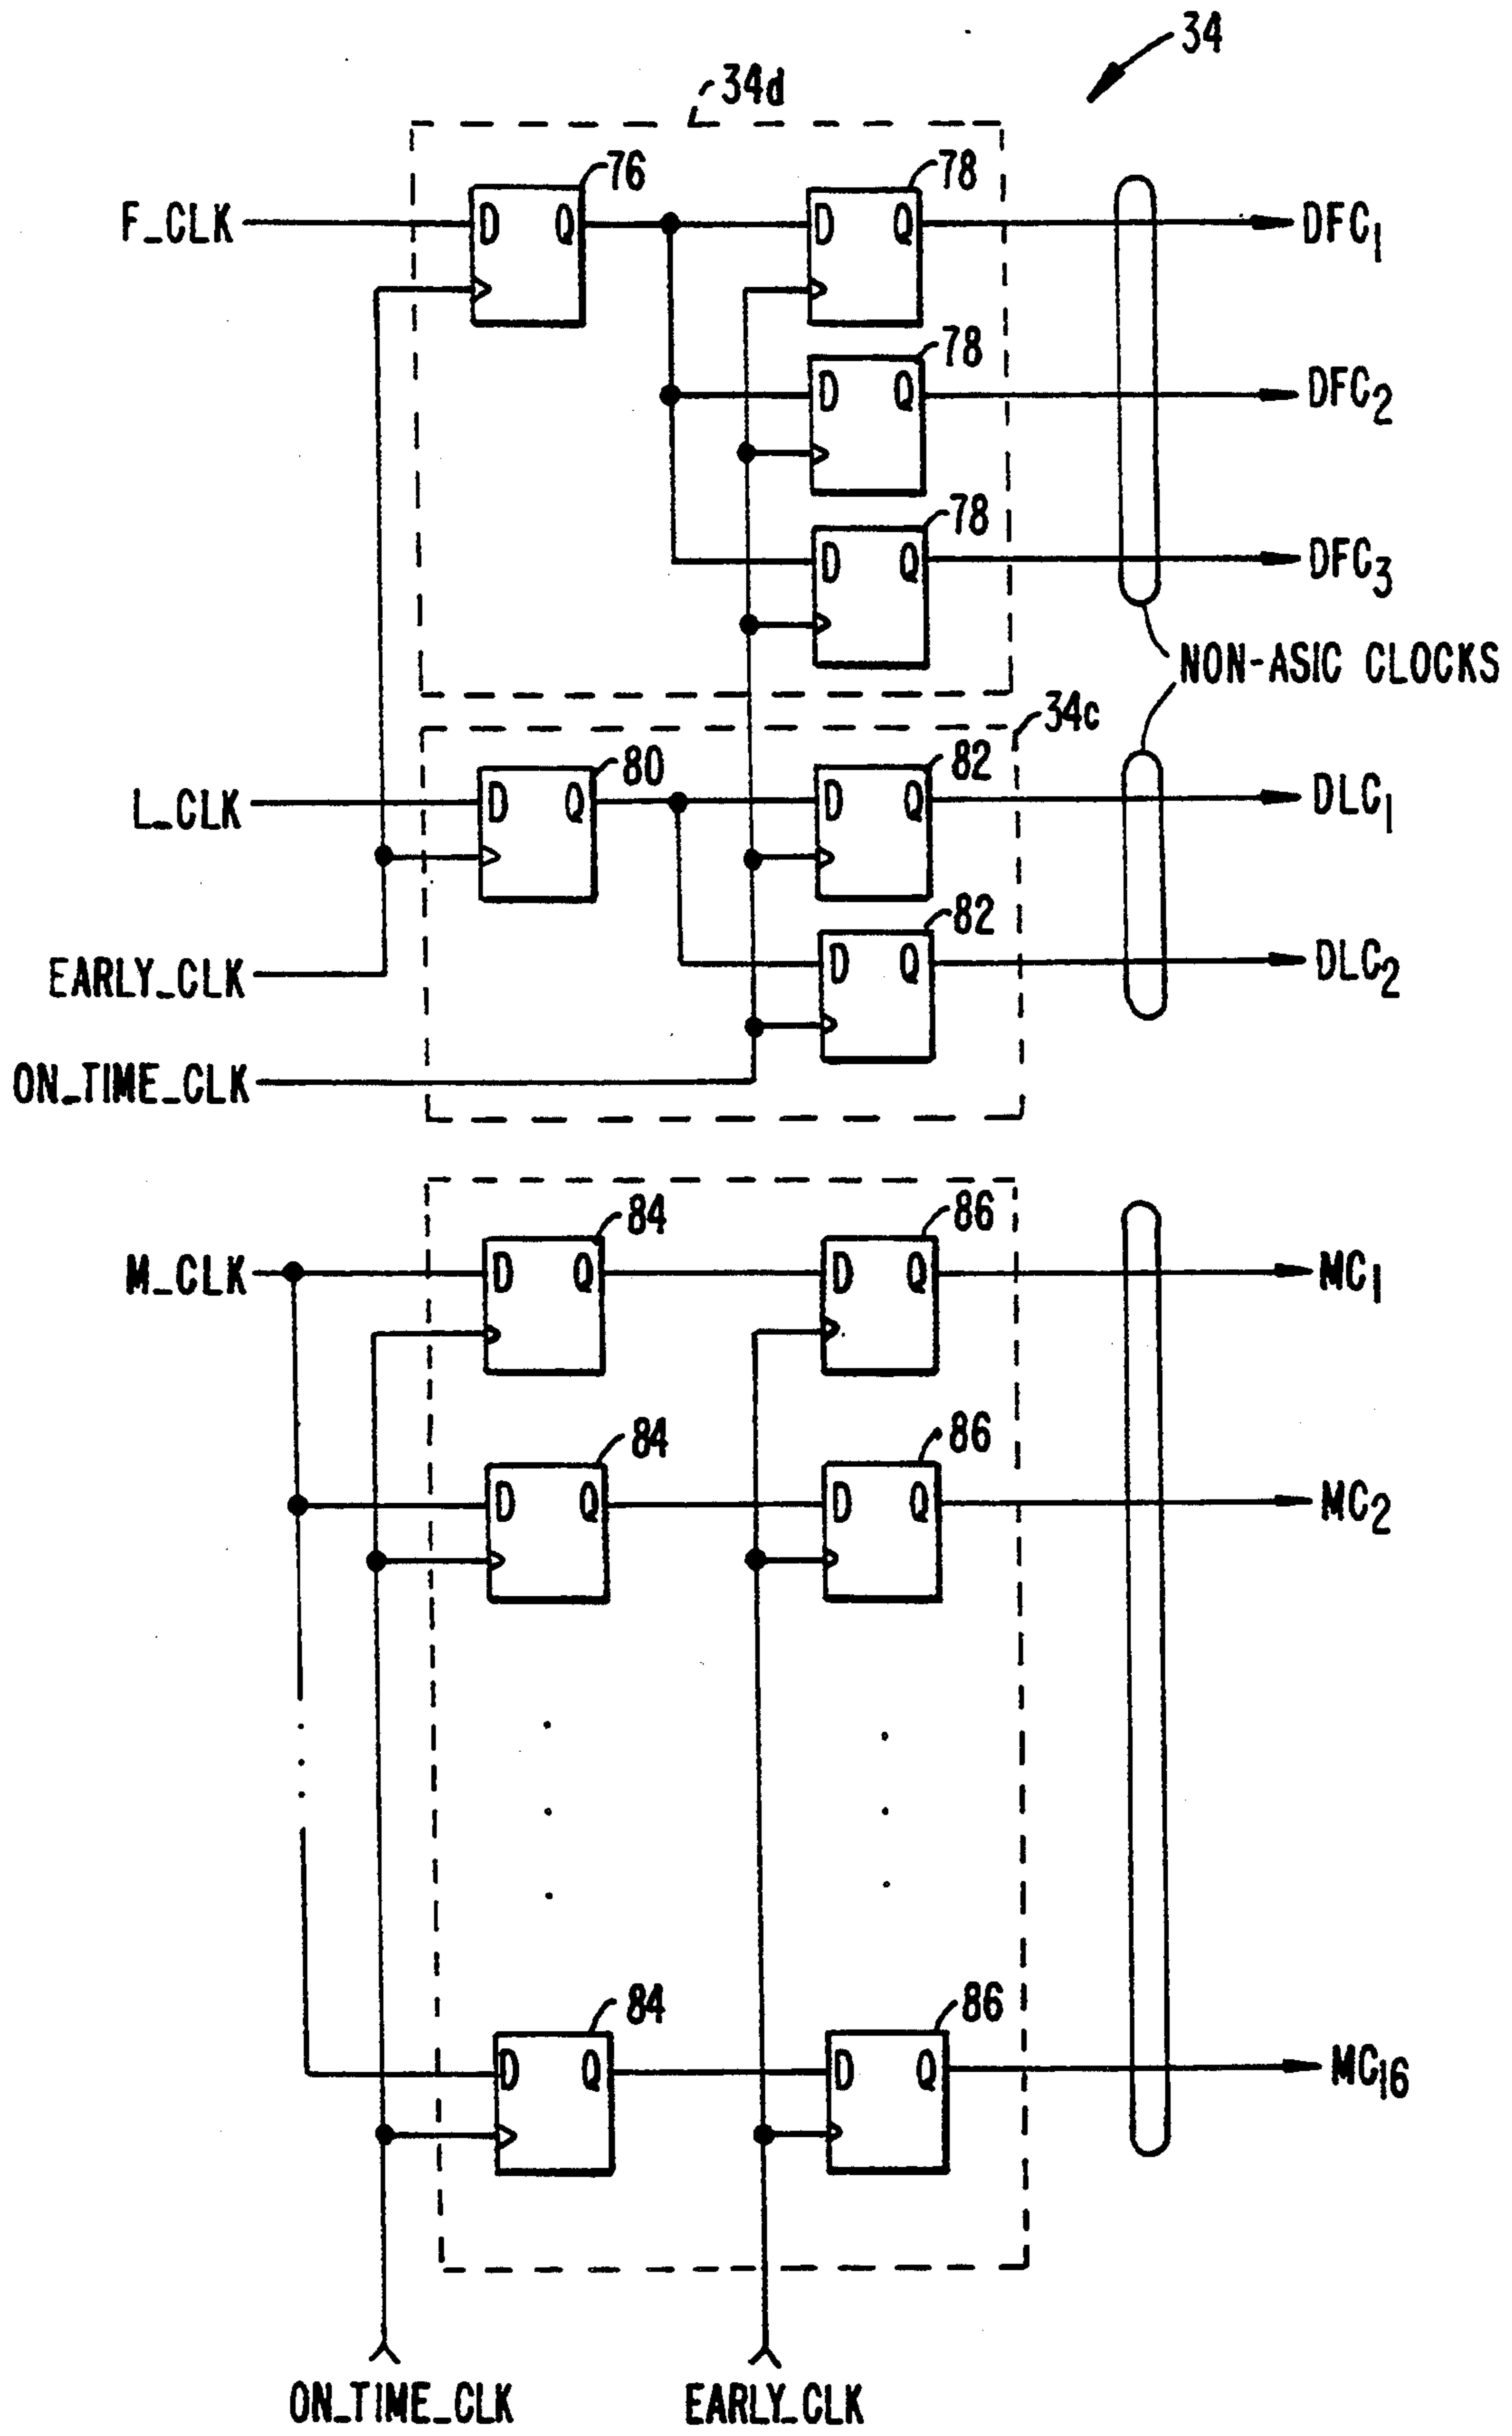 34
34d
76
78
F_CLK
D Q
D Q
DFC1
78
D Q
DFC2
78
D Q
DFC3
NON-ASIC CLOCKS
34c
80
82
L_CLK
D Q
D Q
DLC1
82
EARLY_CLK
D Q
DLC2
ON_TIME_CLK
84
86
M_CLK
D Q
D Q
MC1
84
86
D Q
D Q
MC2
84
86
D Q
D Q
MC16
ON_TIME_CLK
EARLY_CLK